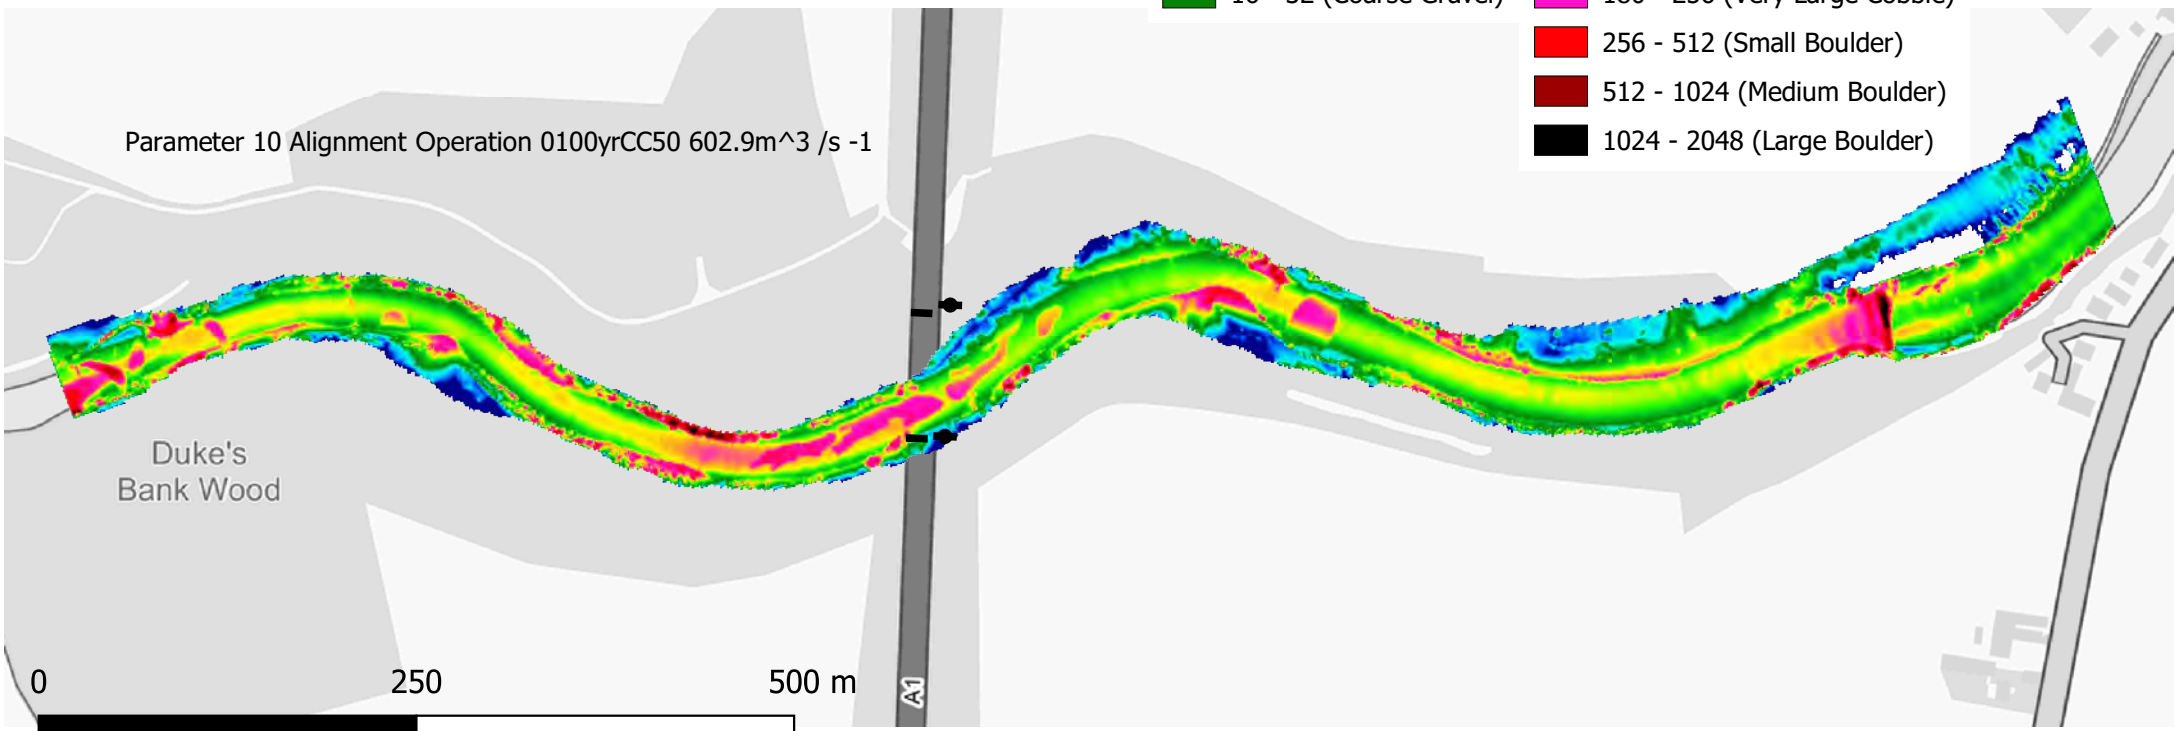 256 - 512 (Small Boulder)
512 - 1024 (Medium Boulder)
1024 - 2048 (Large Boulder)
Parameter 10 Alignment Operation 0100yrCC50 602.9m^3 /s -1
Duke's
Bank Wood
0 250 500 m
A1